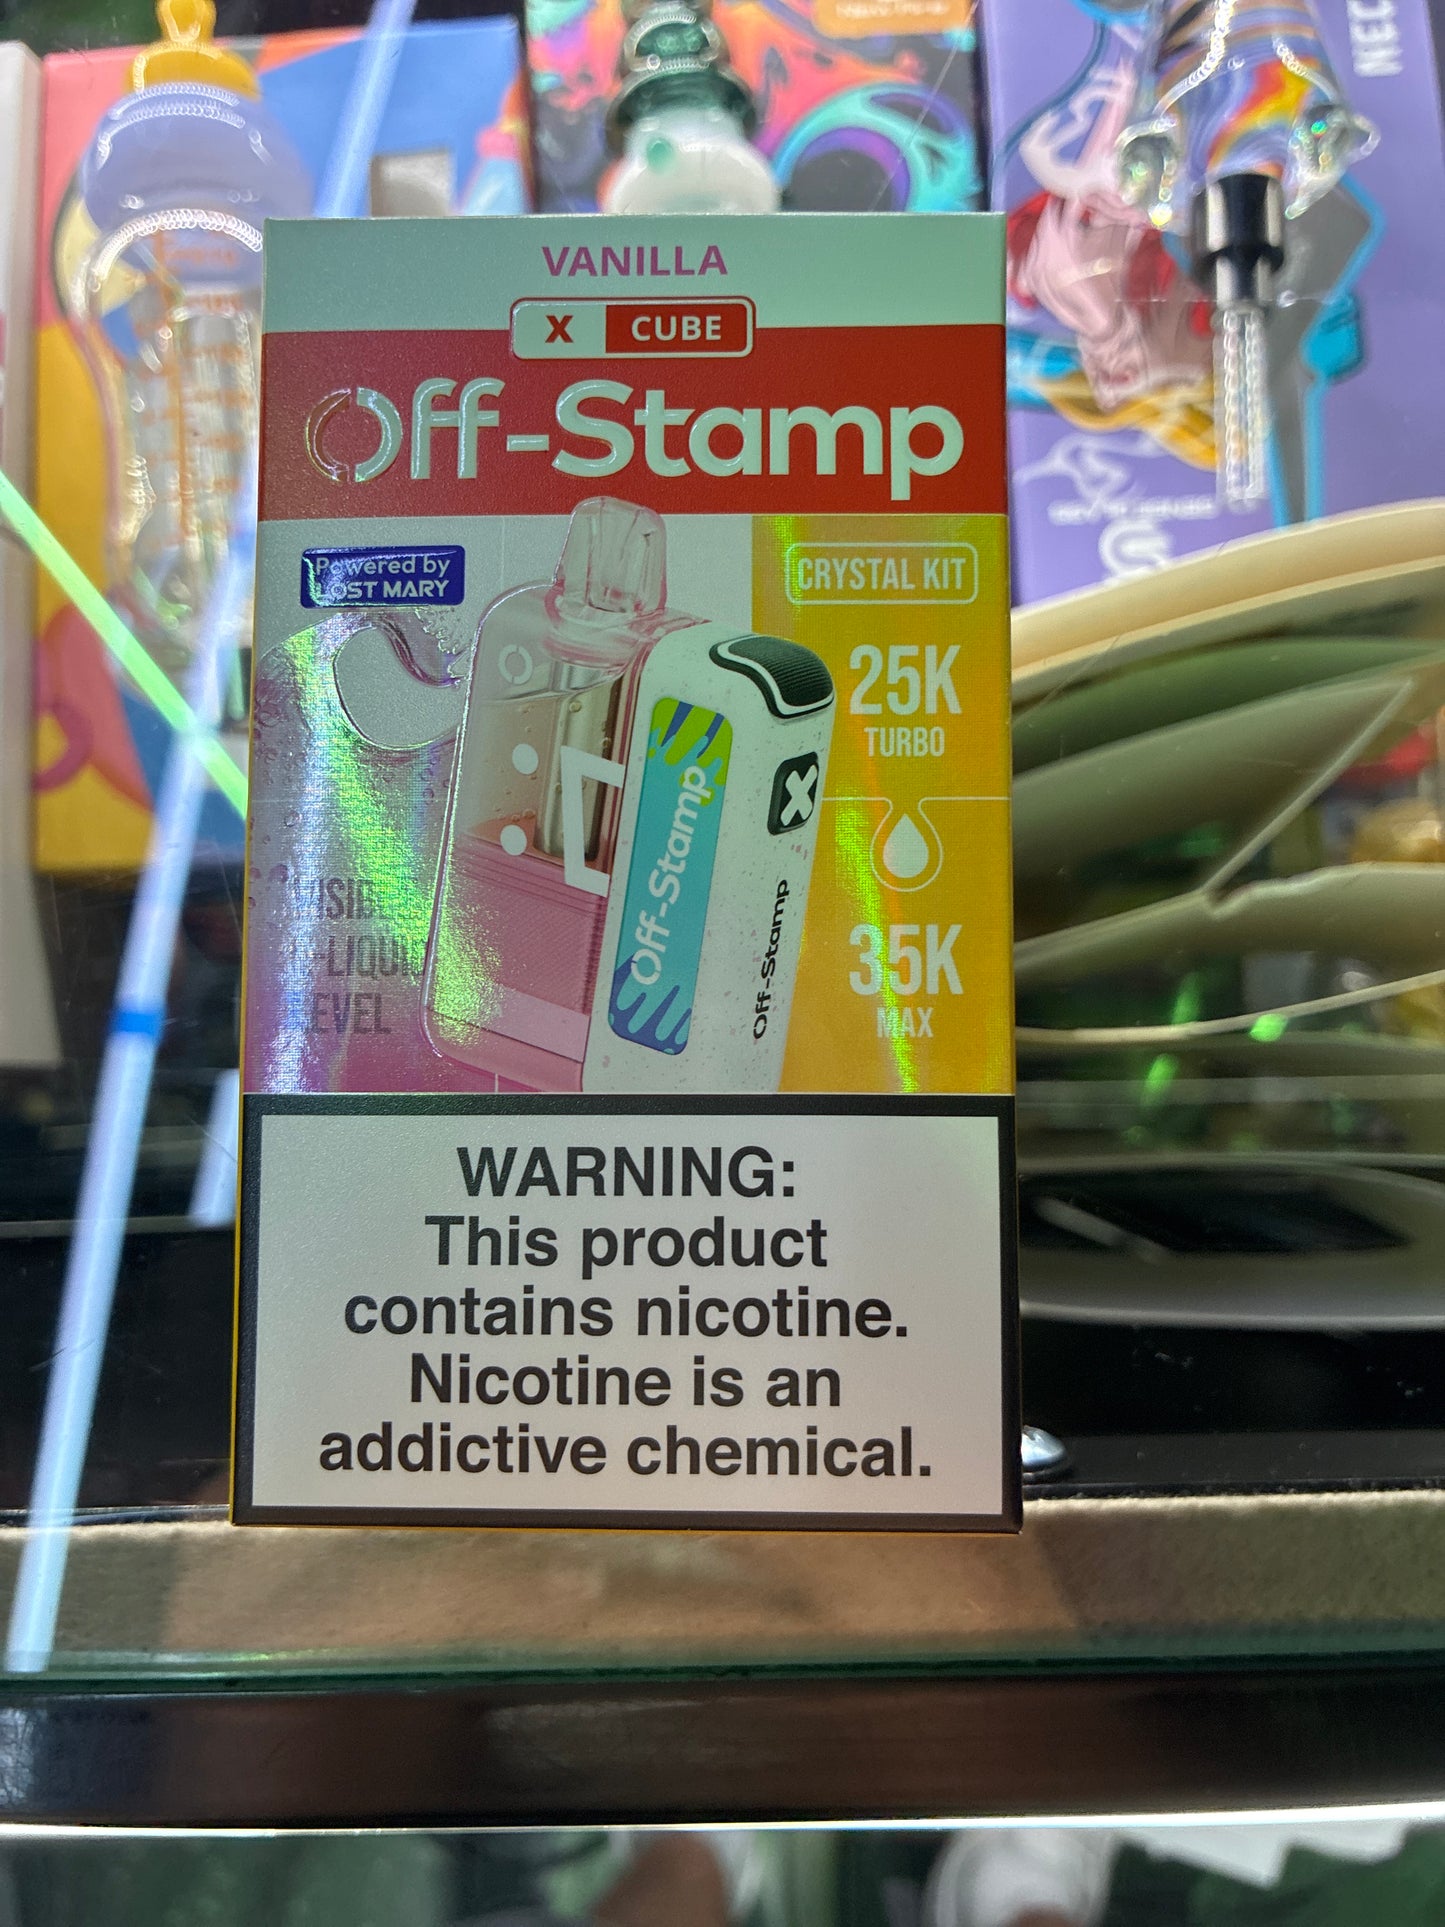 VANILLA
X CUBE
Off-Stamp
Powered by
LOST MARY
CRYSTAL KIT
25K
TURBO
35K
MAX
Off-Stamp
X
Off-Stamp
WARNING:
This product
contains nicotine.
Nicotine is an
addictive chemical.